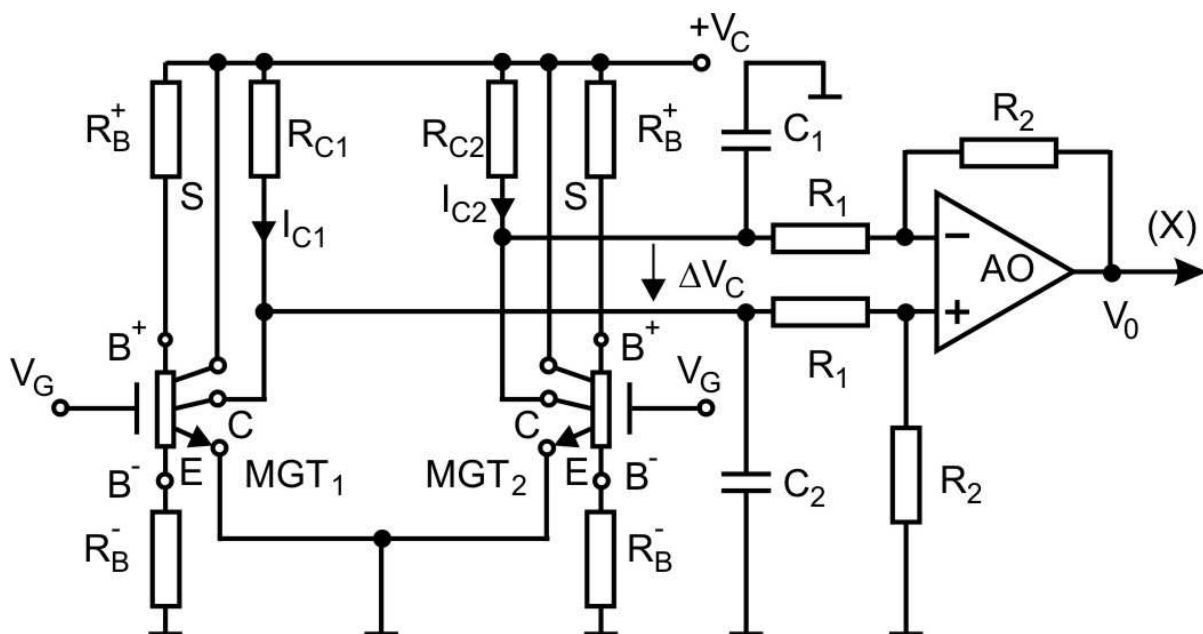 +V_C
R_B^+
R_C1
R_C2
R_B^+
C_1
R_2
S
S
I_C1
I_C2
R_1
(X)
ΔV_C
−
AO
+
V_0
B^+
B^+
R_1
V_G
V_G
C
C
B^-
E
MGT_1
MGT_2
E
B^-
C_2
R_2
R_B^-
R_B^-